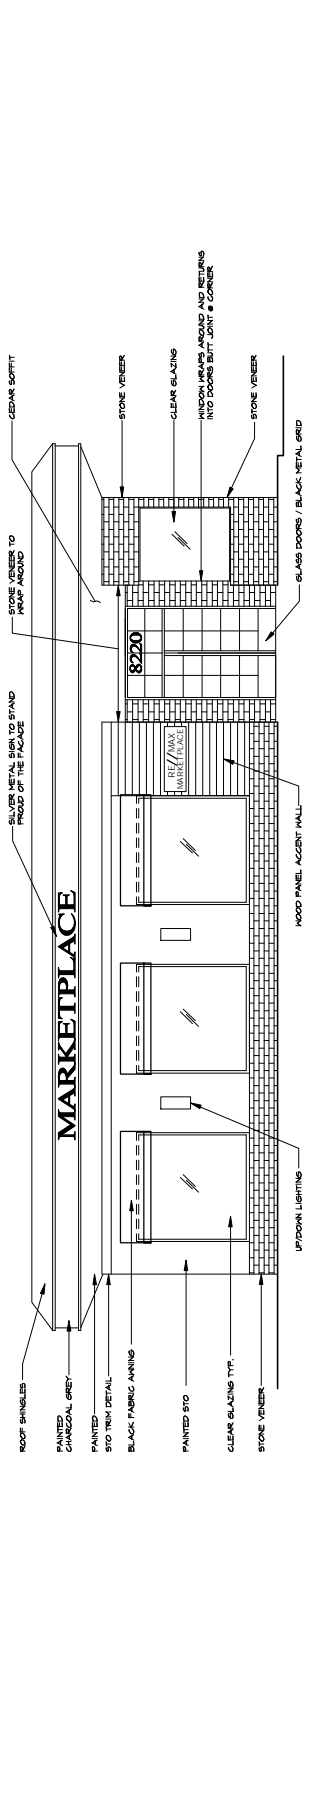 ROOF SHINGLES
PAINTED
CHARCOAL GREY
PAINTED
STO TRIM DETAIL
BLACK FABRIC AWNING
PAINTED STO
CLEAR GLAZING TYP.
STONE VENEER
SILVER METAL SIGN TO STAND
PROUD OF THE FACADE
STONE VENEER TO
WRAP AROUND
CEDAR SOFFIT
MARKETPLACE
RE//MAX
MARKETPLACE
8220
STONE VENEER
CLEAR GLAZING
WINDOW WRAPS AROUND AND RETURNS
INTO DOORS BUTT JOINT @ CORNER
STONE VENEER
UP/DOWN LIGHTING
WOOD PANEL ACCENT WALL
GLASS DOORS / BLACK METAL GRID